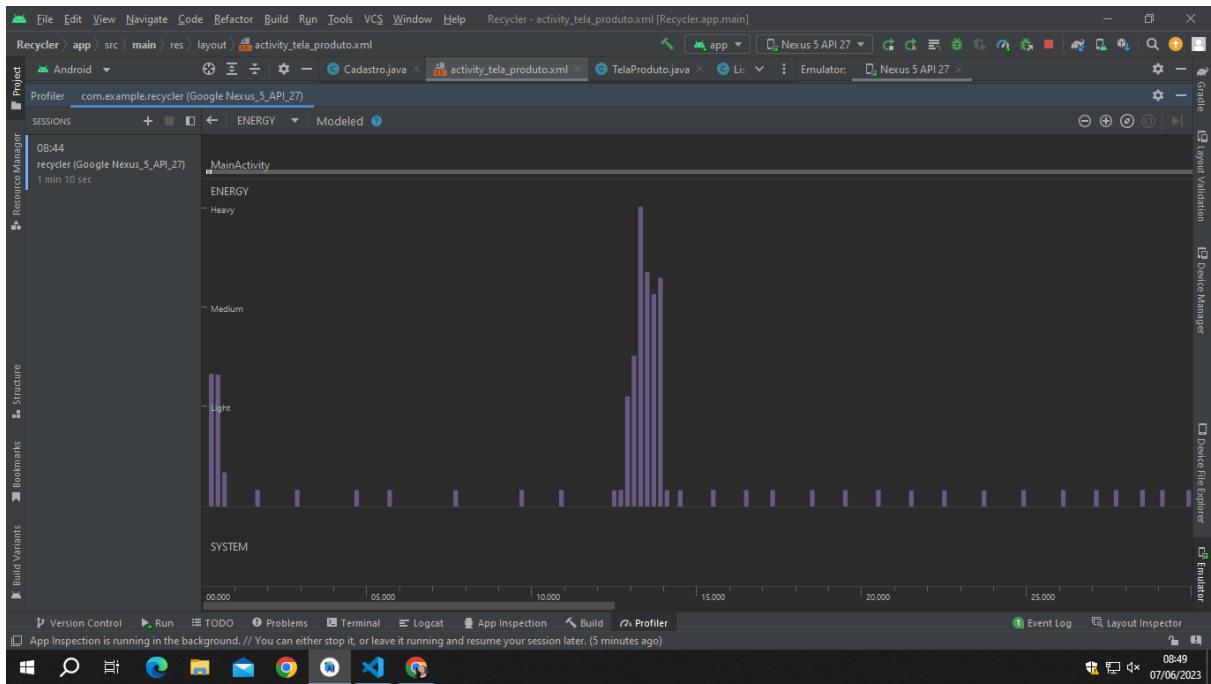 File Edit View Navigate Code Refactor Build Run Tools VCS Window Help Recycler - activity_tela_produto.xml [Recycler.app.main]
Recycler app src main res layout activity_tela_produto.xml app Nexus 5 API 27
Project
Android Cadastro.java activity_tela_produto.xml TelaProduto.java Lis Emulator: Nexus 5 API 27
Profiler com.example.recycler (Google Nexus_5_API_27)
SESSIONS ENERGY Modeled
08:44
recycler (Google Nexus_5_API_27)
1 min 10 sec
MainActivity
ENERGY
Heavy
Medium
Light
SYSTEM
00.000 05.000 10.000 15.000 20.000 25.000
Resource Manager
Structure
Bookmarks
Build Variants
Gradle
Layout Validation
Device Manager
Device File Explorer
Emulator
Version Control Run TODO Problems Terminal Logcat App Inspection Build Profiler 1 Event Log Layout Inspector
App Inspection is running in the background. // You can either stop it, or leave it running and resume your session later. (5 minutes ago)
08:49
07/06/2023